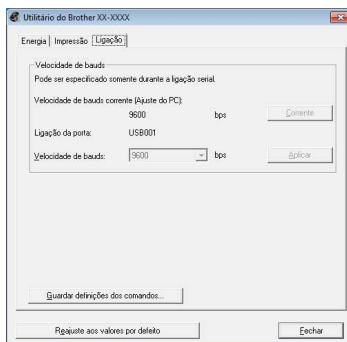 Utilitário do Brother XX-XXXX
Energia Impressão Ligação
Velocidade de bauds
Pode ser especificado somente durante a ligação serial.
Velocidade de bauds corrente (Ajuste do PC):
9600 bps Corrente
Ligação da porta: USB001
Velocidade de bauds: 9600 bps Aplicar
Guardar definições dos comandos...
Reajuste aos valores por defeito Fechar